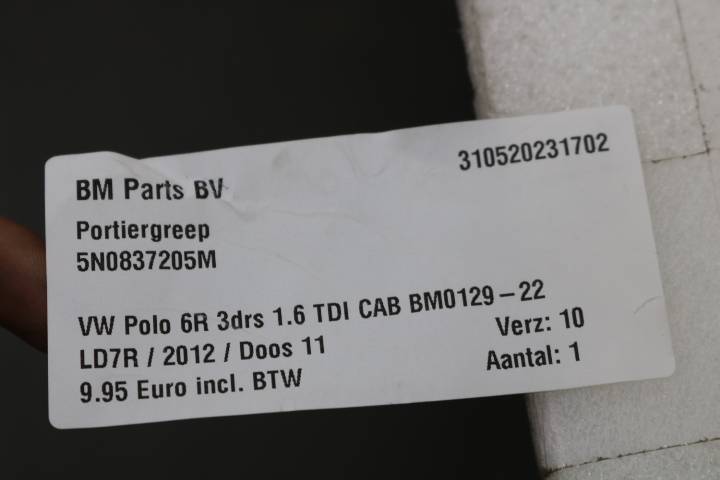 310520231702
BM Parts BV
Portiergreep
5N0837205M
VW Polo 6R 3drs 1.6 TDI CAB BM0129-22
LD7R / 2012 / Doos 11 Verz: 10
9.95 Euro incl. BTW Aantal: 1